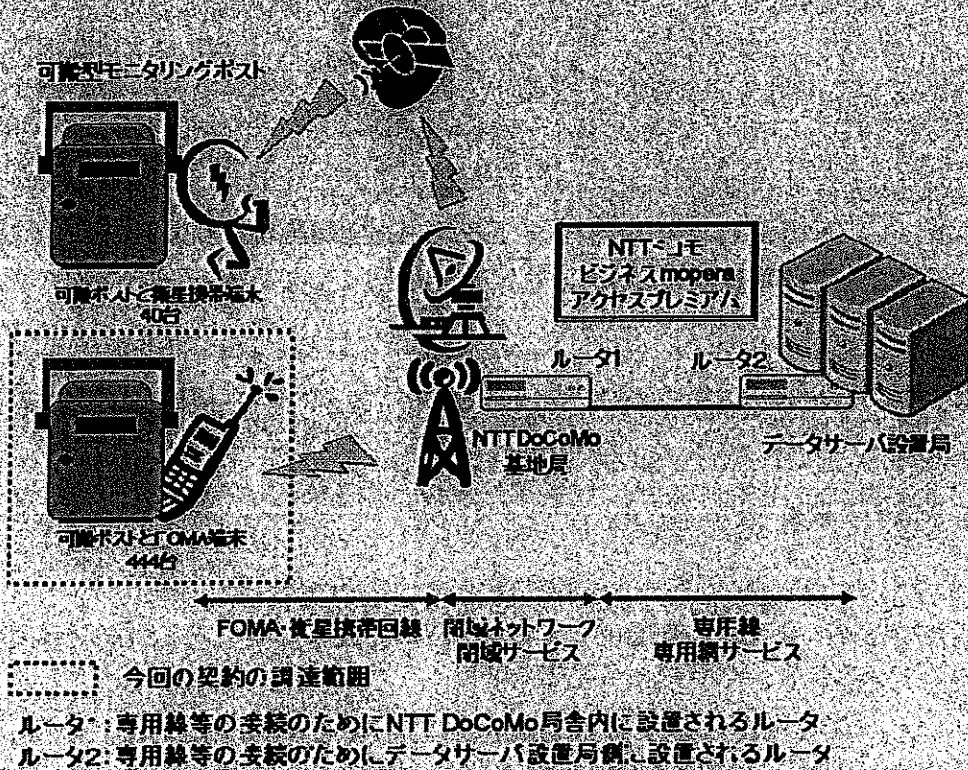 可搬型モニタリングポスト
可搬ポストと衛星携帯端末
40台
NTTドコモ
ビジネスmopera
アクセスプレミアム
ルータ1
ルータ2
NTTDoCoMo
基地局
データサーバ設置局
可搬ポストとFOMA端末
444台
FOMA・衛星携帯回線
閉域ネットワーク
閉域サービス
専用線
専用網サービス
今回の契約の調達範囲
ルータ1:専用線等の接続のためにNTT DoCoMo局舎内に設置されるルータ
ルータ2:専用線等の接続のためにデータサーバ設置局側に設置されるルータ